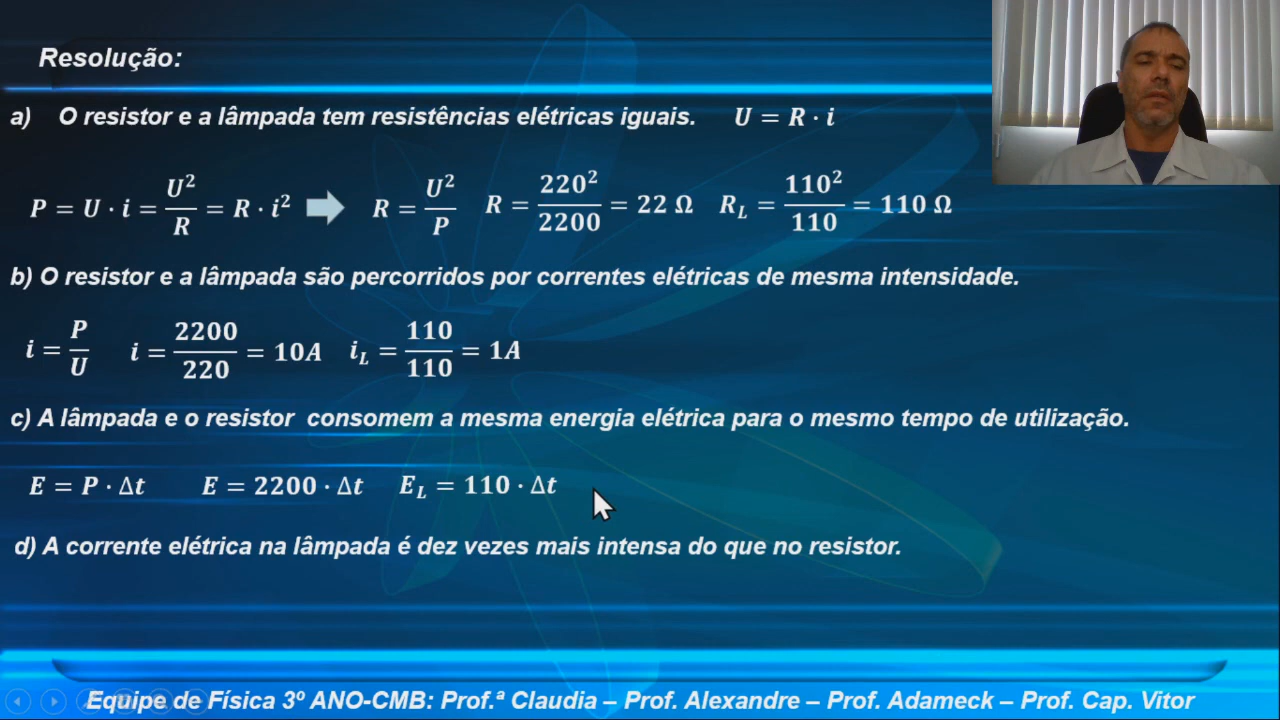 Resolução:
a) O resistor e a lâmpada tem resistências elétricas iguais. U = R · i
P = U · i = U²/R = R · i² R = U²/P R = 220²/2200 = 22 Ω R_L = 110²/110 = 110 Ω
b) O resistor e a lâmpada são percorridos por correntes elétricas de mesma intensidade.
i = P/U i = 2200/220 = 10A i_L = 110/110 = 1A
c) A lâmpada e o resistor consomem a mesma energia elétrica para o mesmo tempo de utilização.
E = P · Δt E = 2200 · Δt E_L = 110 · Δt
d) A corrente elétrica na lâmpada é dez vezes mais intensa do que no resistor.
Equipe de Física 3º ANO-CMB: Prof.ª Claudia – Prof. Alexandre – Prof. Adameck – Prof. Cap. Vitor